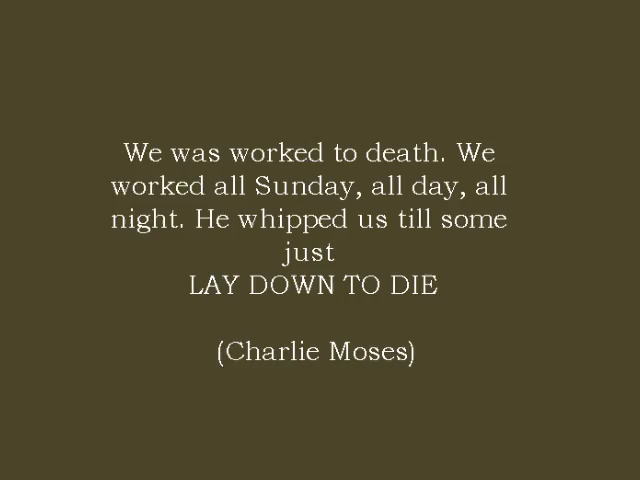 We was worked to death. We
worked all Sunday, all day, all
night. He whipped us till some
just
LAY DOWN TO DIE
(Charlie Moses)